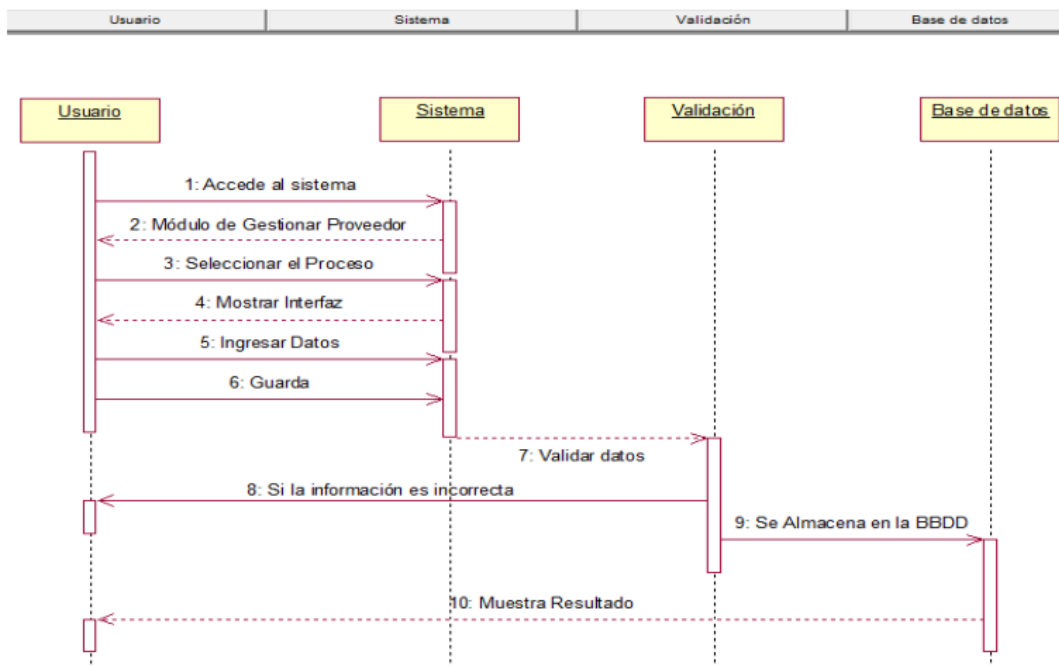 Usuario
Sistema
Validación
Base de datos
Usuario
Sistema
Validación
Base de datos
1: Accede al sistema
2: Módulo de Gestionar Proveedor
3: Seleccionar el Proceso
4: Mostrar Interfaz
5: Ingresar Datos
6: Guarda
7: Validar datos
8: Si la información es incorrecta
9: Se Almacena en la BBDD
10: Muestra Resultado